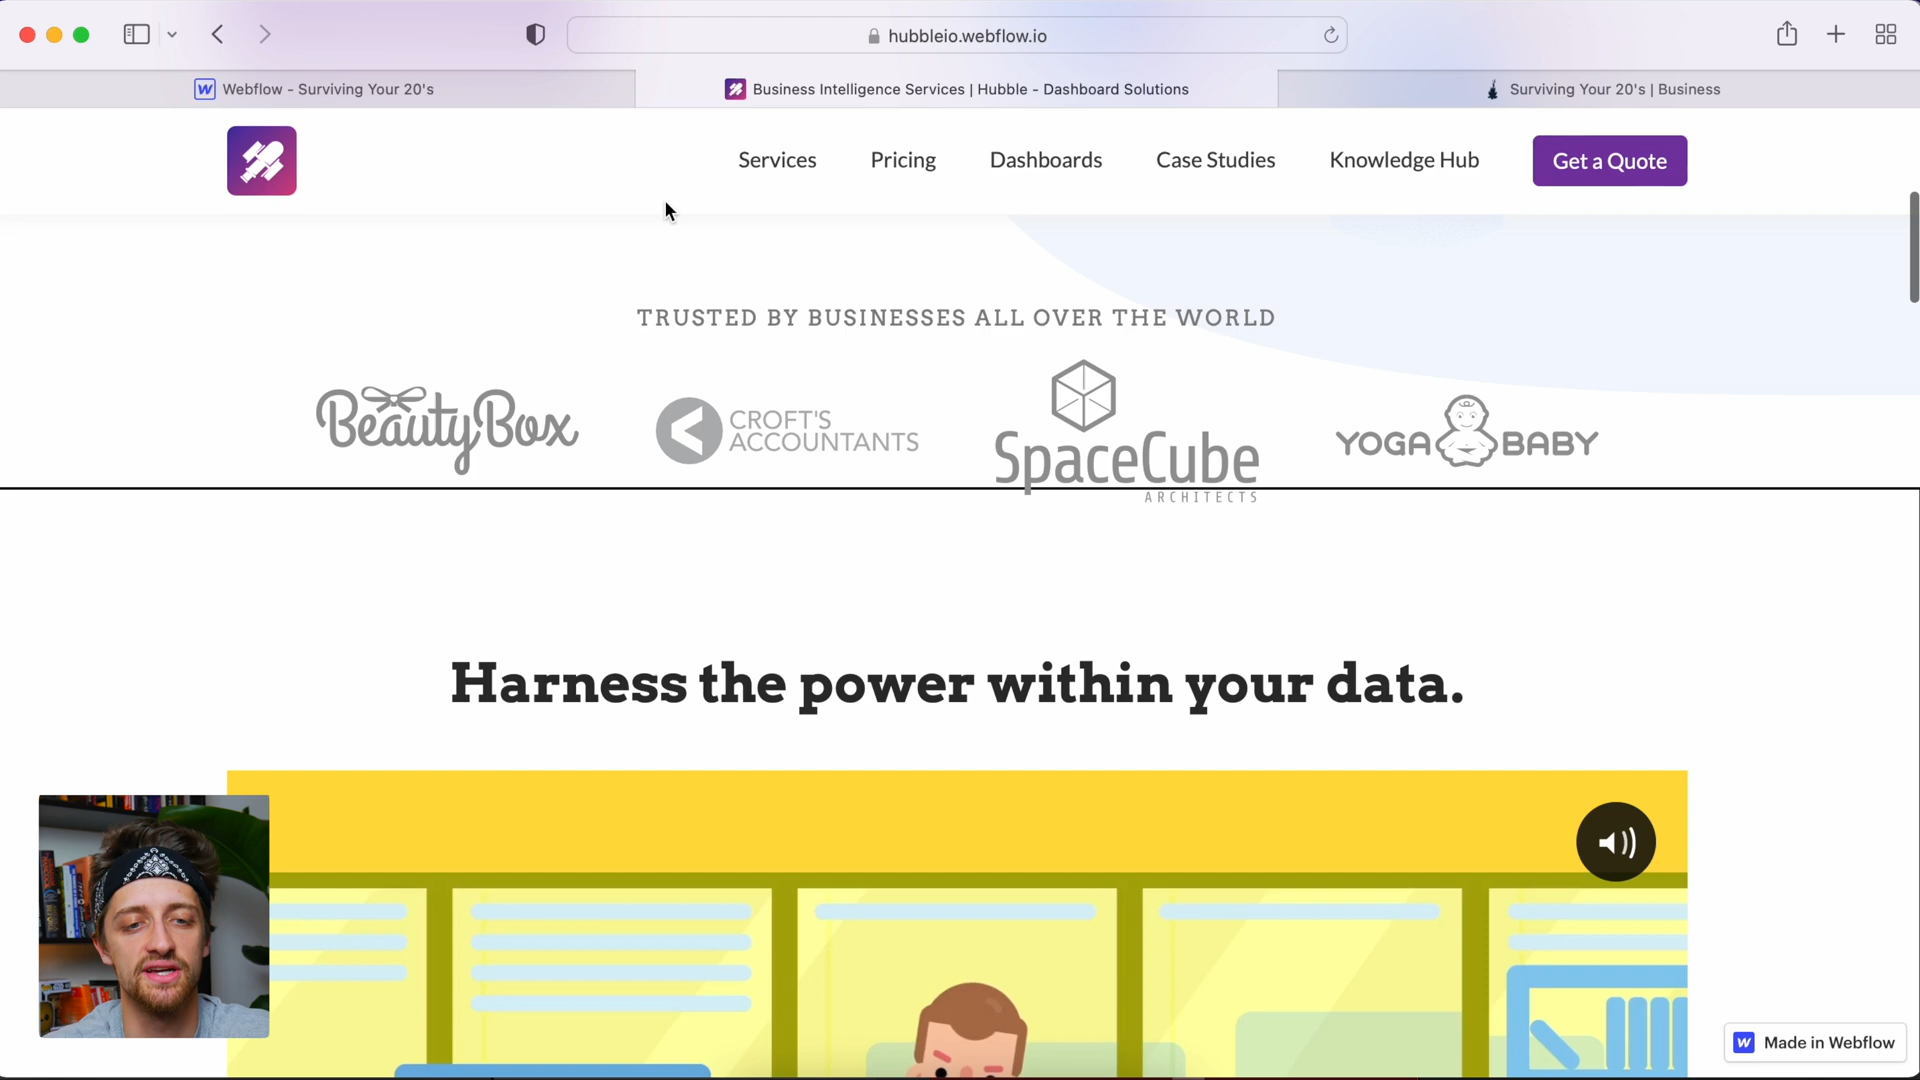 hubbleio.webflow.io
Webflow - Surviving Your 20's
Business Intelligence Services | Hubble - Dashboard Solutions
Surviving Your 20's | Business
Services
Pricing
Dashboards
Case Studies
Knowledge Hub
Get a Quote
TRUSTED BY BUSINESSES ALL OVER THE WORLD
BeautyBox
CROFT'S
ACCOUNTANTS
SpaceCube
ARCHITECTS
YOGA BABY
Harness the power within your data.
Made in Webflow